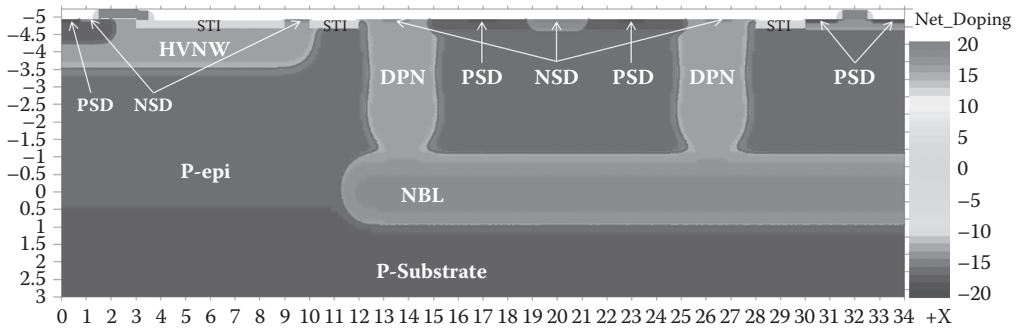 Net_Doping
−5
−4.5
−4
−3.5
−3
−2.5
−2
−1.5
−1
−0.5
0
0.5
1
1.5
2
2.5
3
STI STI STI
HVNW
PSD NSD
DPN PSD NSD PSD DPN PSD
P-epi
NBL
P-Substrate
20
15
10
5
0
−5
−10
−15
−20
0 1 2 3 4 5 6 7 8 9 10 11 12 13 14 15 16 17 18 19 20 21 22 23 24 25 26 27 28 29 30 31 32 33 34 +X